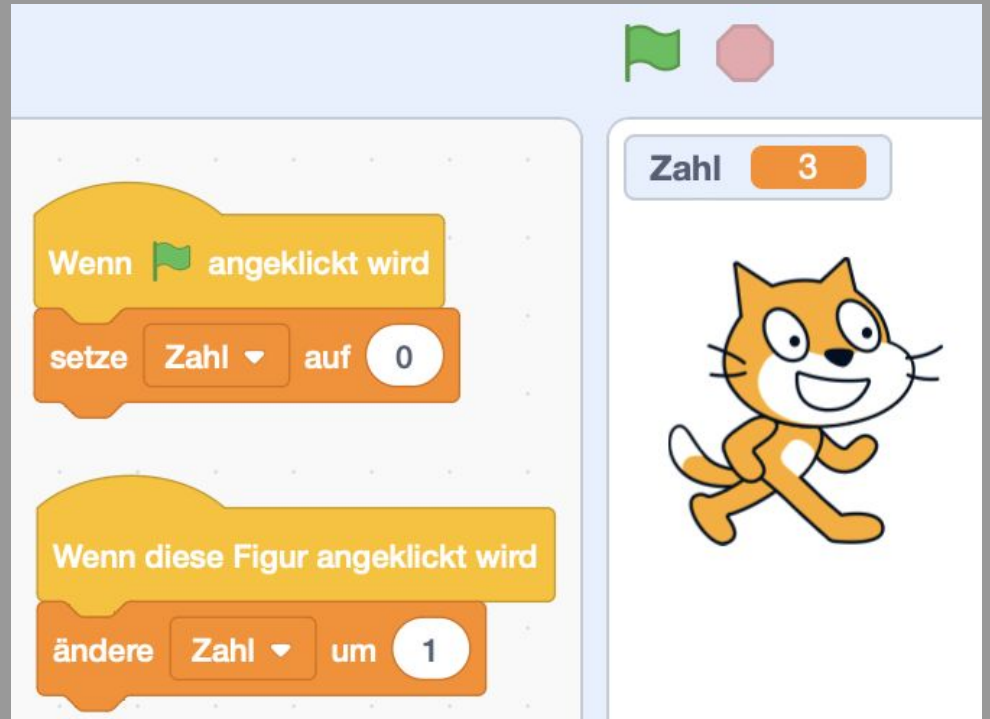 Zahl 3
Wenn angeklickt wird
setze Zahl auf 0
Wenn diese Figur angeklickt wird
ändere Zahl um 1